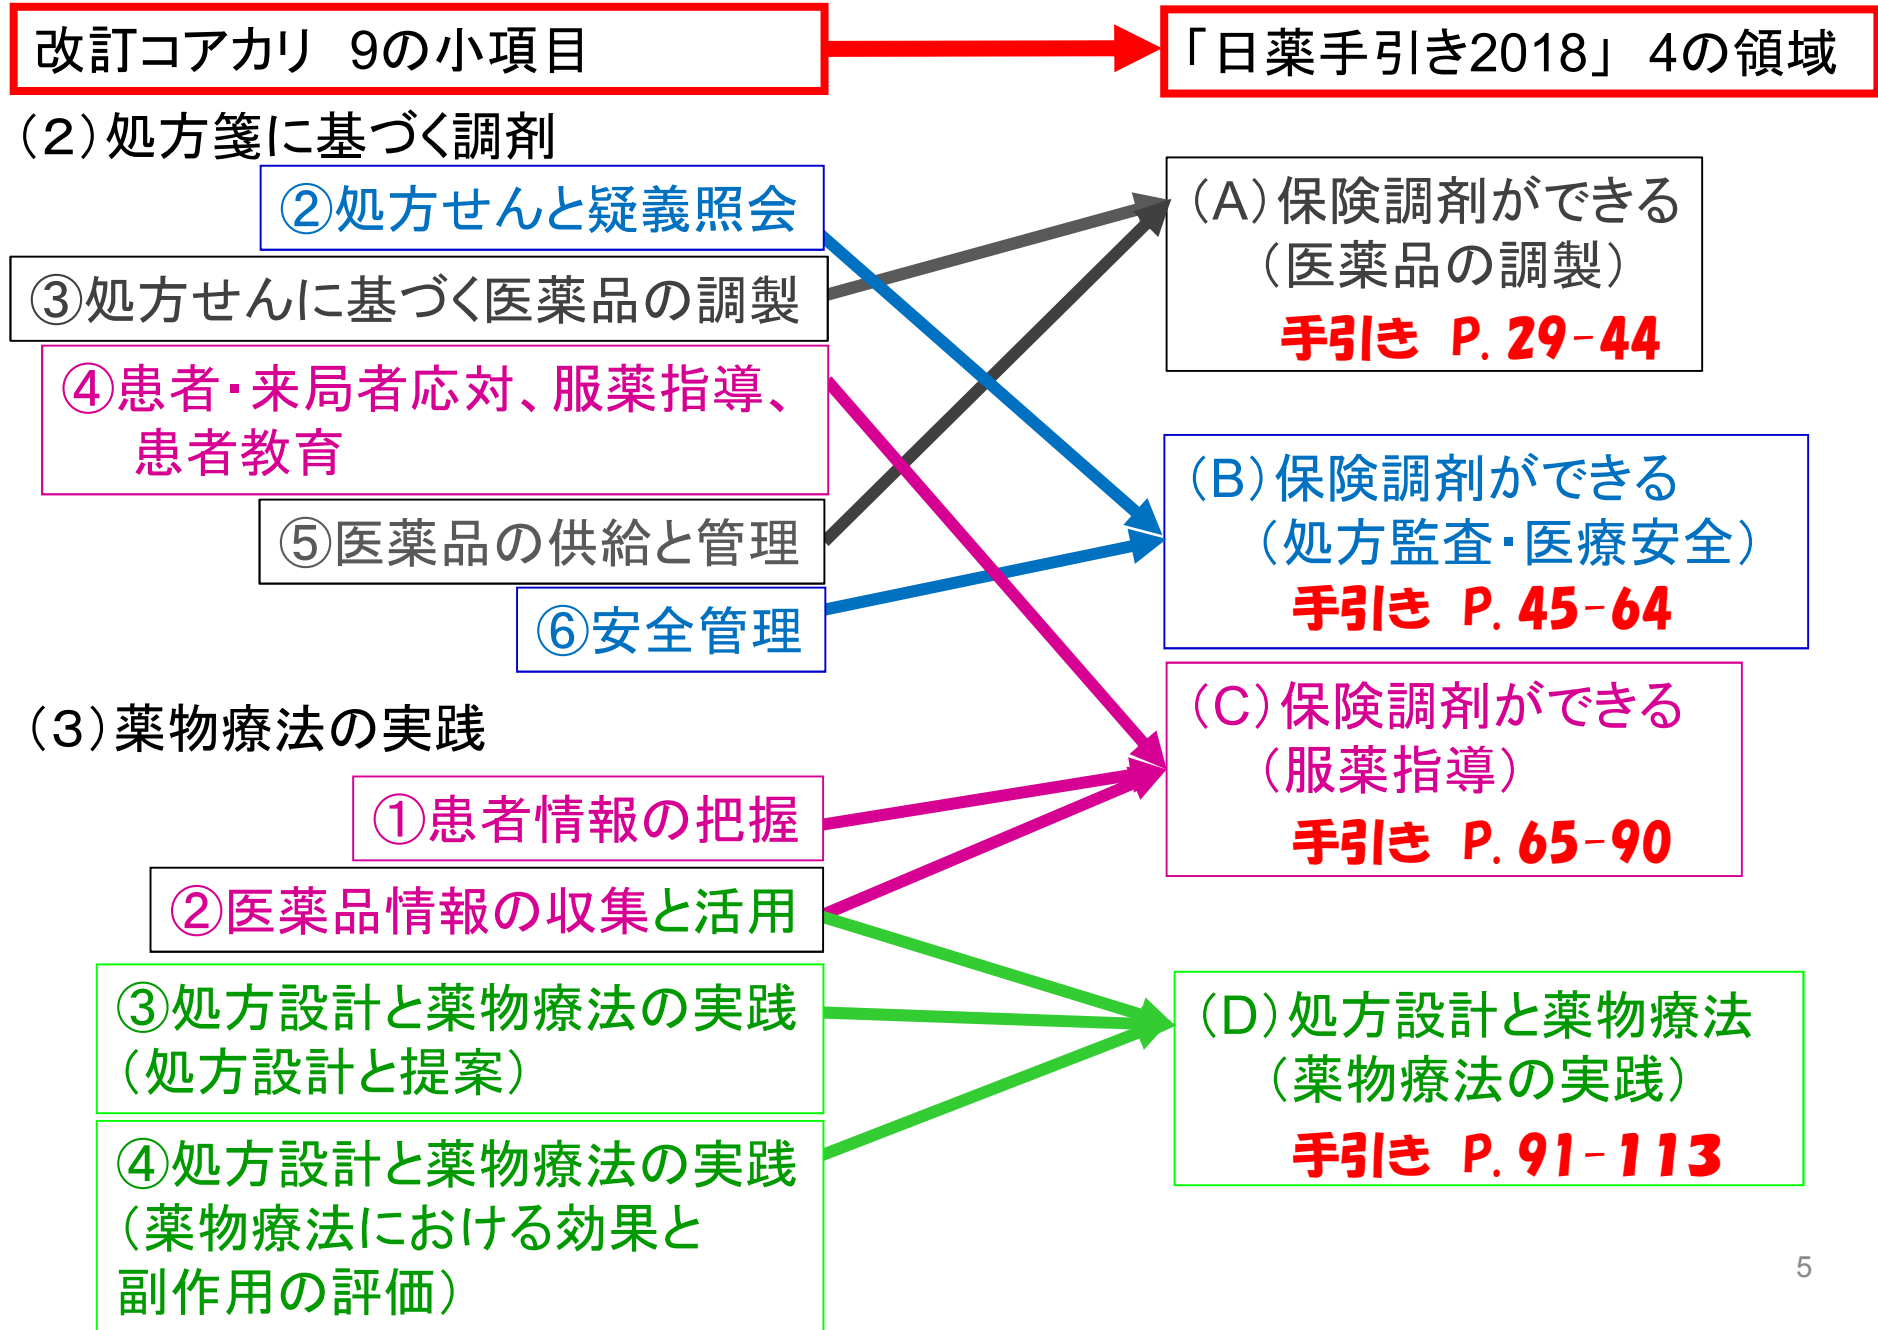 改訂コアカリ　9の小項目
「日薬手引き2018」 4の領域
（２）処方箋に基づく調剤
②処方せんと疑義照会
③処方せんに基づく医薬品の調製
④患者・来局者応対、服薬指導、
患者教育
⑤医薬品の供給と管理
⑥安全管理
（３）薬物療法の実践
①患者情報の把握
②医薬品情報の収集と活用
③処方設計と薬物療法の実践
（処方設計と提案）
④処方設計と薬物療法の実践
（薬物療法における効果と
副作用の評価）
（A）保険調剤ができる
（医薬品の調製）
手引き P. 29-44
（B）保険調剤ができる
（処方監査・医療安全）
手引き P. 45-64
（C）保険調剤ができる
（服薬指導）
手引き P. 65-90
（D）処方設計と薬物療法
（薬物療法の実践）
手引き P. 91-113
5